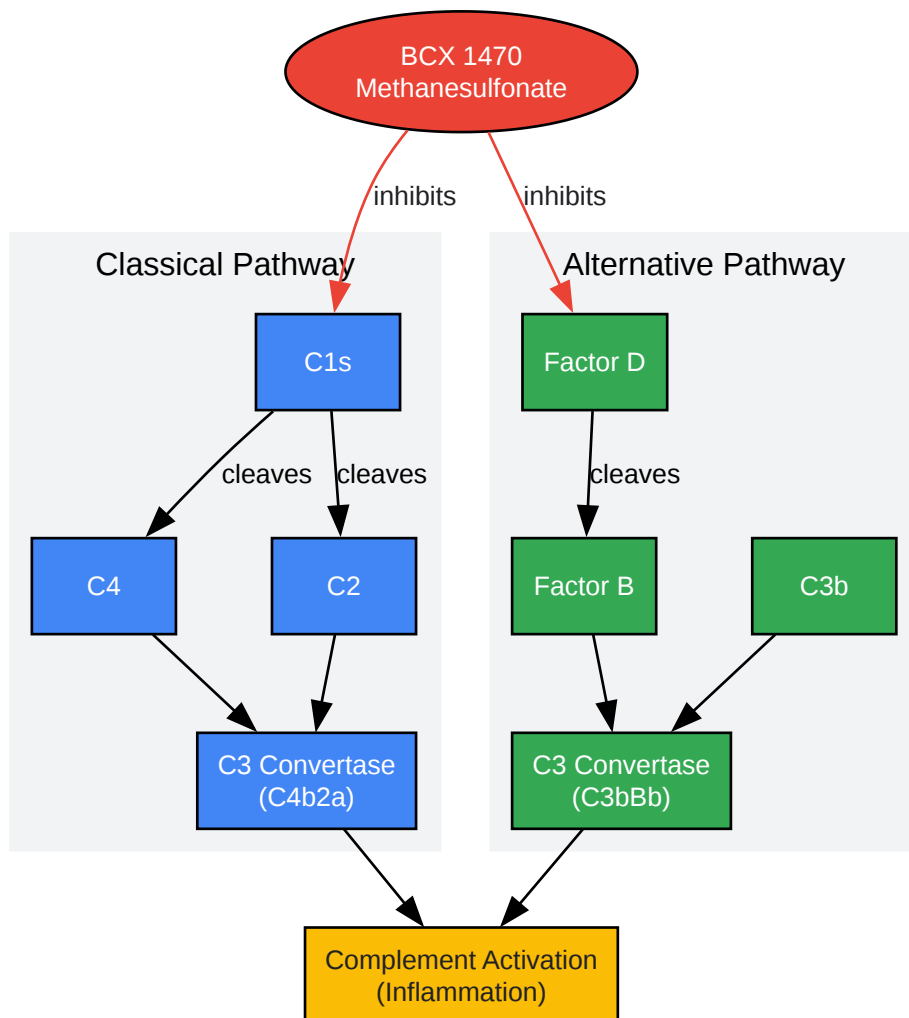 BCX 1470
Methanesulfonate
inhibits
inhibits
Classical Pathway
Alternative Pathway
C1s
Factor D
cleaves
cleaves
cleaves
C4
C2
Factor B
C3b
C3 Convertase
(C4b2a)
C3 Convertase
(C3bBb)
Complement Activation
(Inflammation)